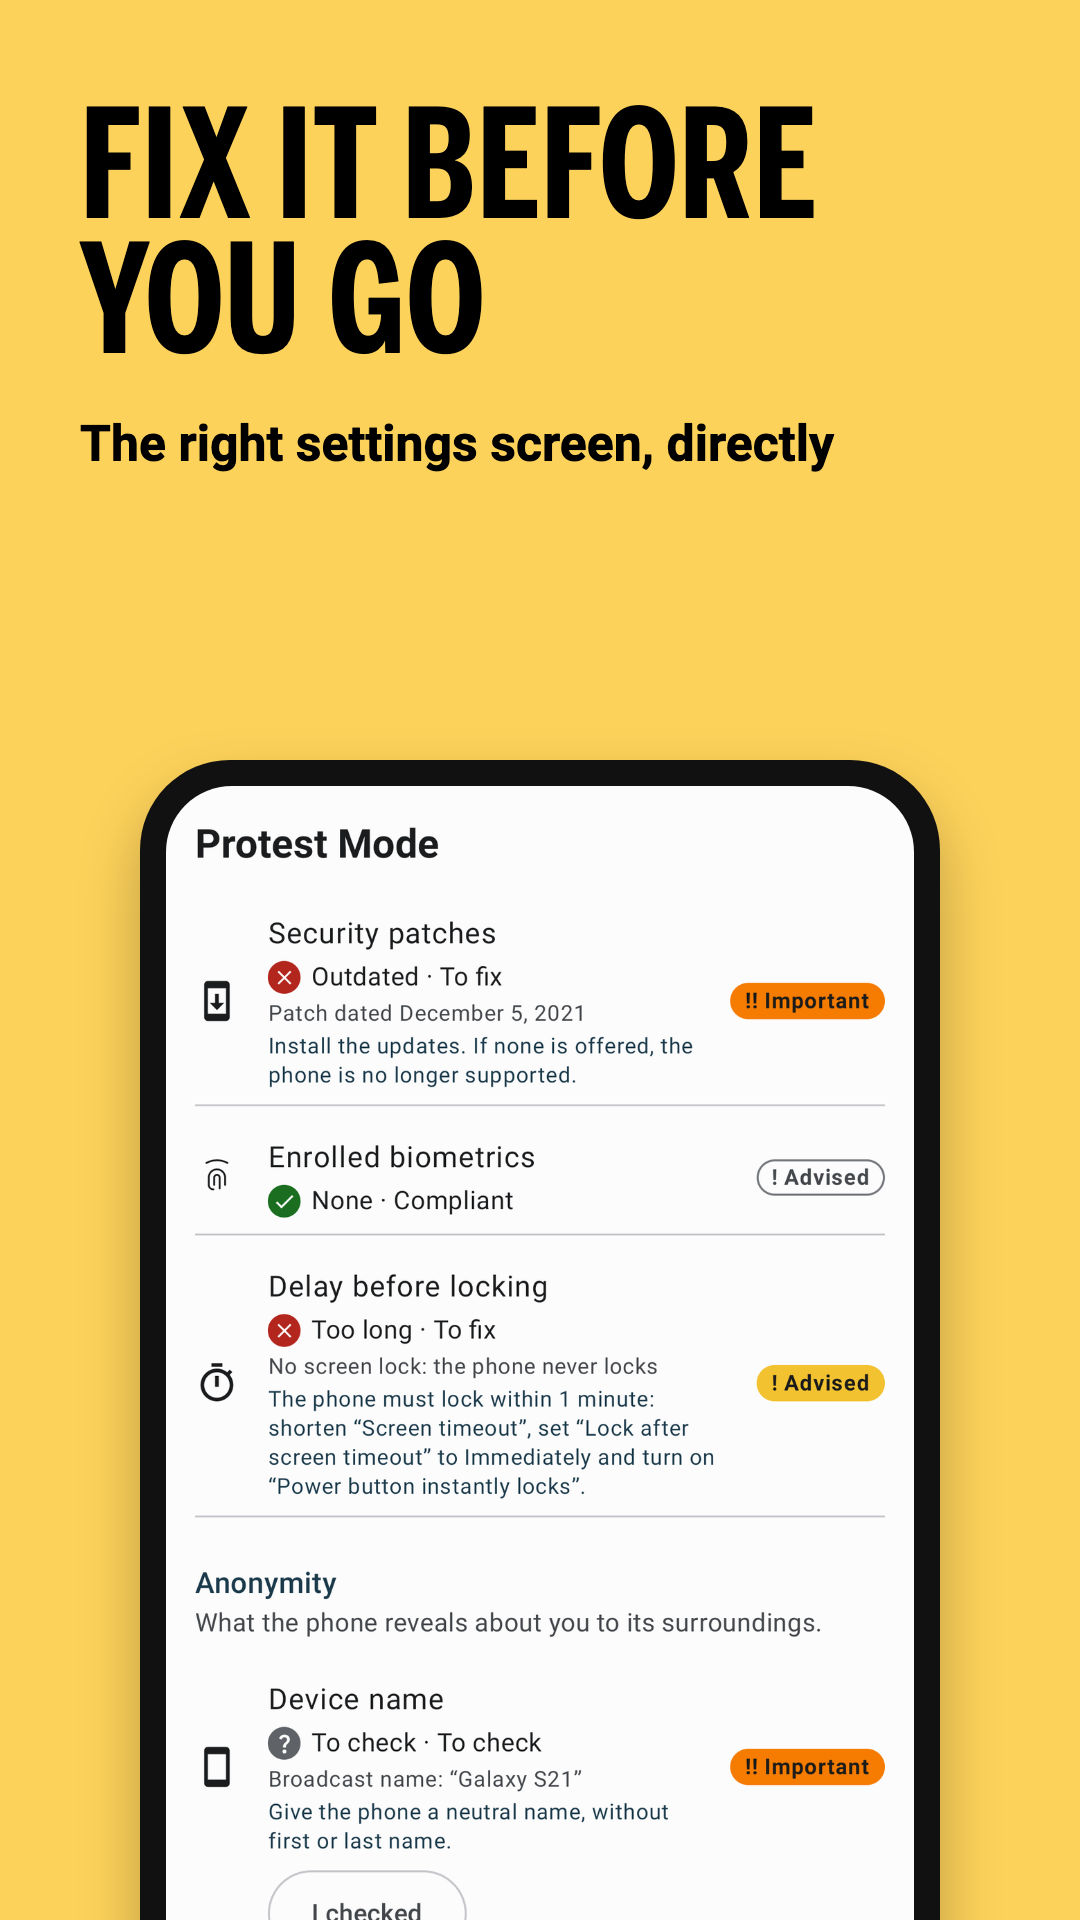 FIX IT BEFORE
YOU GO
The right settings screen, directly
Protest Mode
Security patches
Outdated · To fix
Patch dated December 5, 2021
Install the updates. If none is offered, the
phone is no longer supported.
!! Important
Enrolled biometrics
None · Compliant
! Advised
Delay before locking
Too long · To fix
No screen lock: the phone never locks
The phone must lock within 1 minute:
shorten “Screen timeout”, set “Lock after
screen timeout” to Immediately and turn on
“Power button instantly locks”.
! Advised
Anonymity
What the phone reveals about you to its surroundings.
Device name
To check · To check
Broadcast name: “Galaxy S21”
Give the phone a neutral name, without
first or last name.
!! Important
I checked